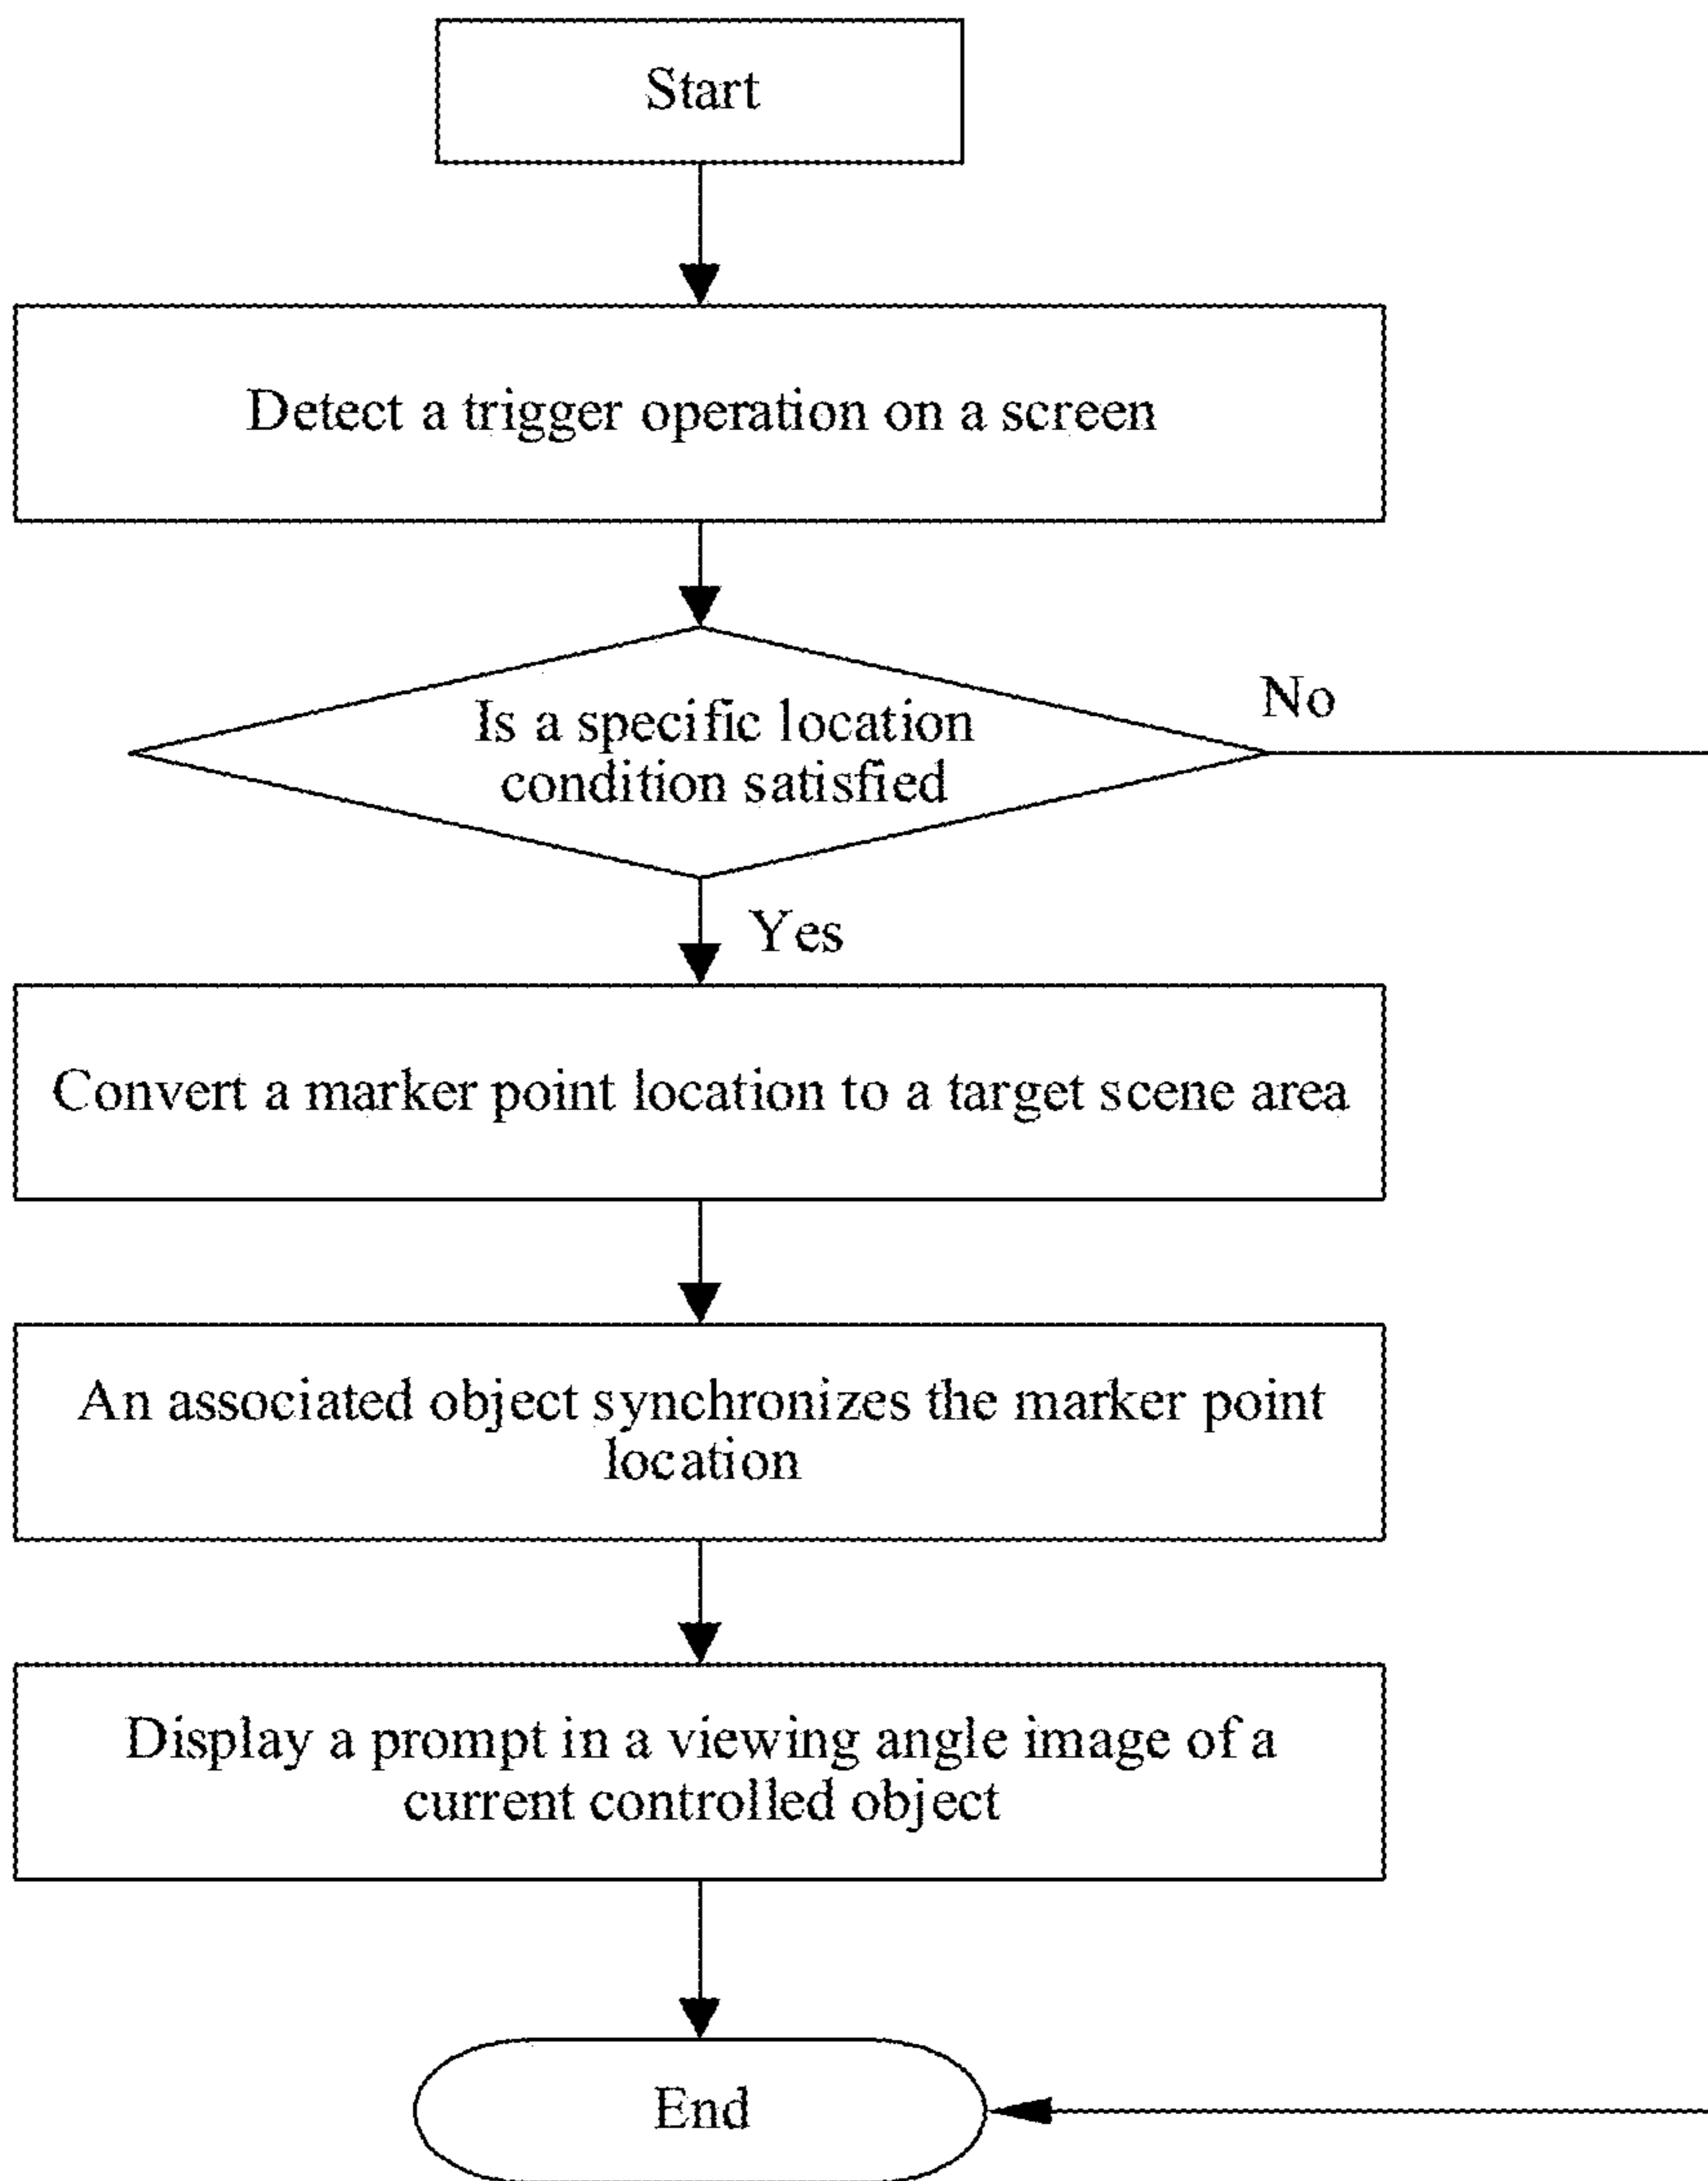 Start
Detect a trigger operation on a screen
Is a specific location
condition satisfied
No
Yes
Convert a marker point location to a target scene area
An associated object synchronizes the marker point
location
Display a prompt in a viewing angle image of a
current controlled object
End